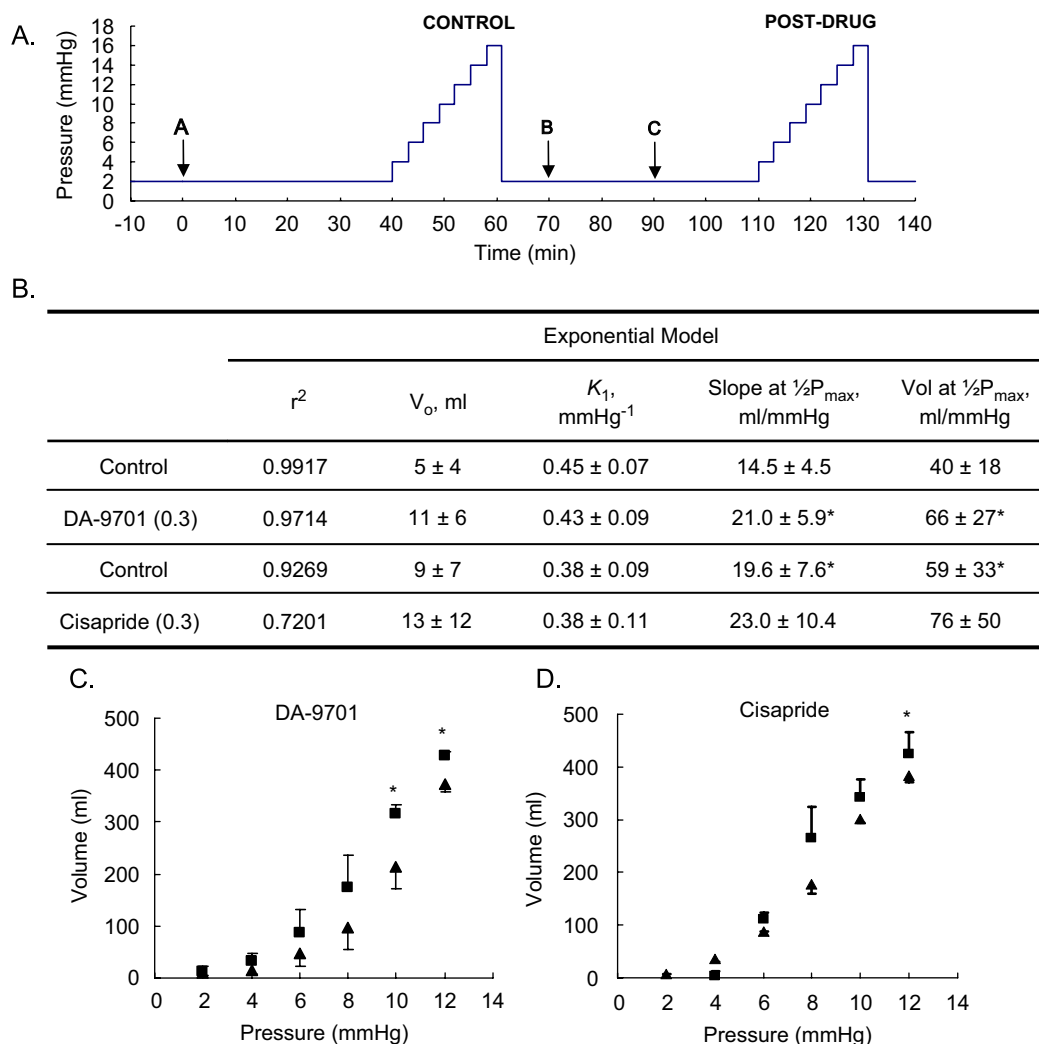 A.
CONTROL
POST-DRUG
Pressure (mmHg)
18
16
14
12
10
8
6
4
2
0
A
B
C
-10 0 10 20 30 40 50 60 70 80 90 100 110 120 130 140
Time (min)
B.
Exponential Model
r² Vₒ, ml K₁, mmHg⁻¹ Slope at ½Pmax, ml/mmHg Vol at ½Pmax, ml/mmHg
Control 0.9917 5 ± 4 0.45 ± 0.07 14.5 ± 4.5 40 ± 18
DA-9701 (0.3) 0.9714 11 ± 6 0.43 ± 0.09 21.0 ± 5.9* 66 ± 27*
Control 0.9269 9 ± 7 0.38 ± 0.09 19.6 ± 7.6* 59 ± 33*
Cisapride (0.3) 0.7201 13 ± 12 0.38 ± 0.11 23.0 ± 10.4 76 ± 50
C.
DA-9701
Volume (ml)
500
400
300
200
100
0
* *
0 2 4 6 8 10 12 14
Pressure (mmHg)
D.
Cisapride
Volume (ml)
500
400
300
200
100
0
*
0 2 4 6 8 10 12 14
Pressure (mmHg)